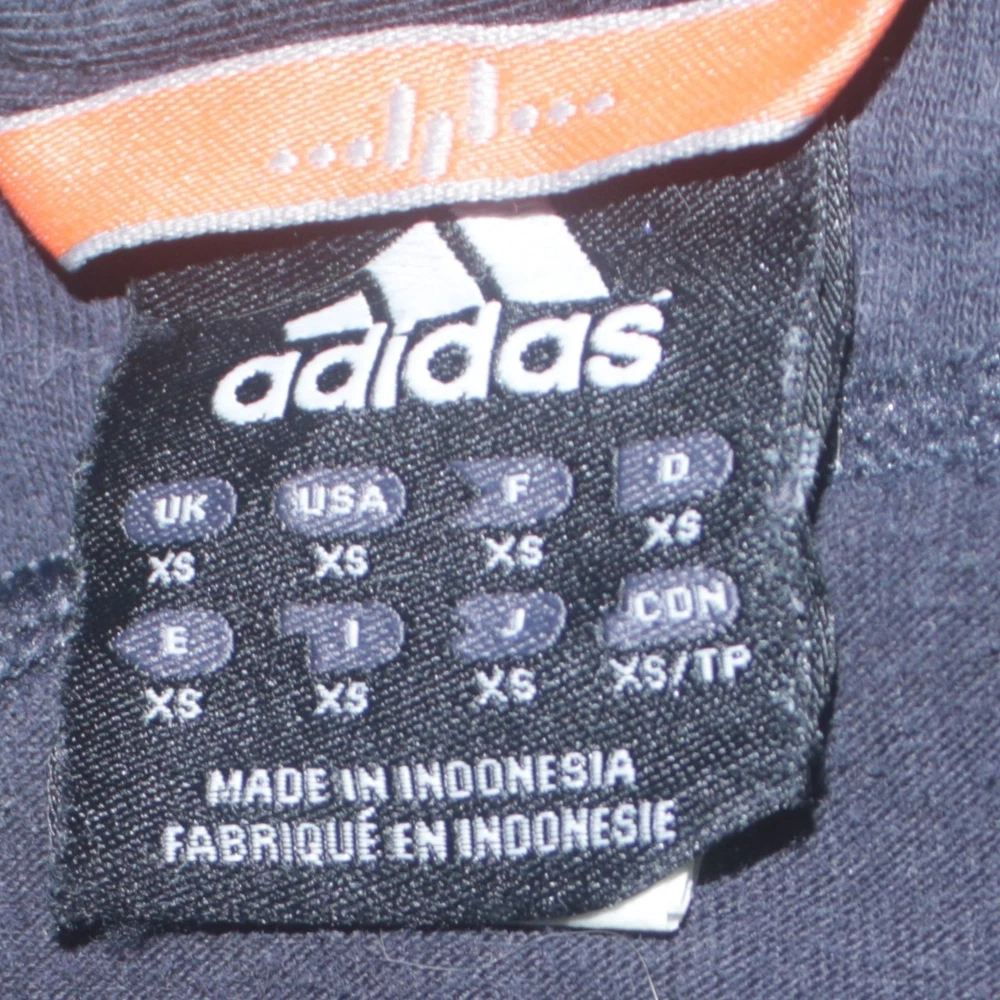 adidas
UK USA F D
XS XS XS XS
E I J CDN
XS XS XS XS/TP
MADE IN INDONESIA
FABRIQUÉ EN INDONESIE